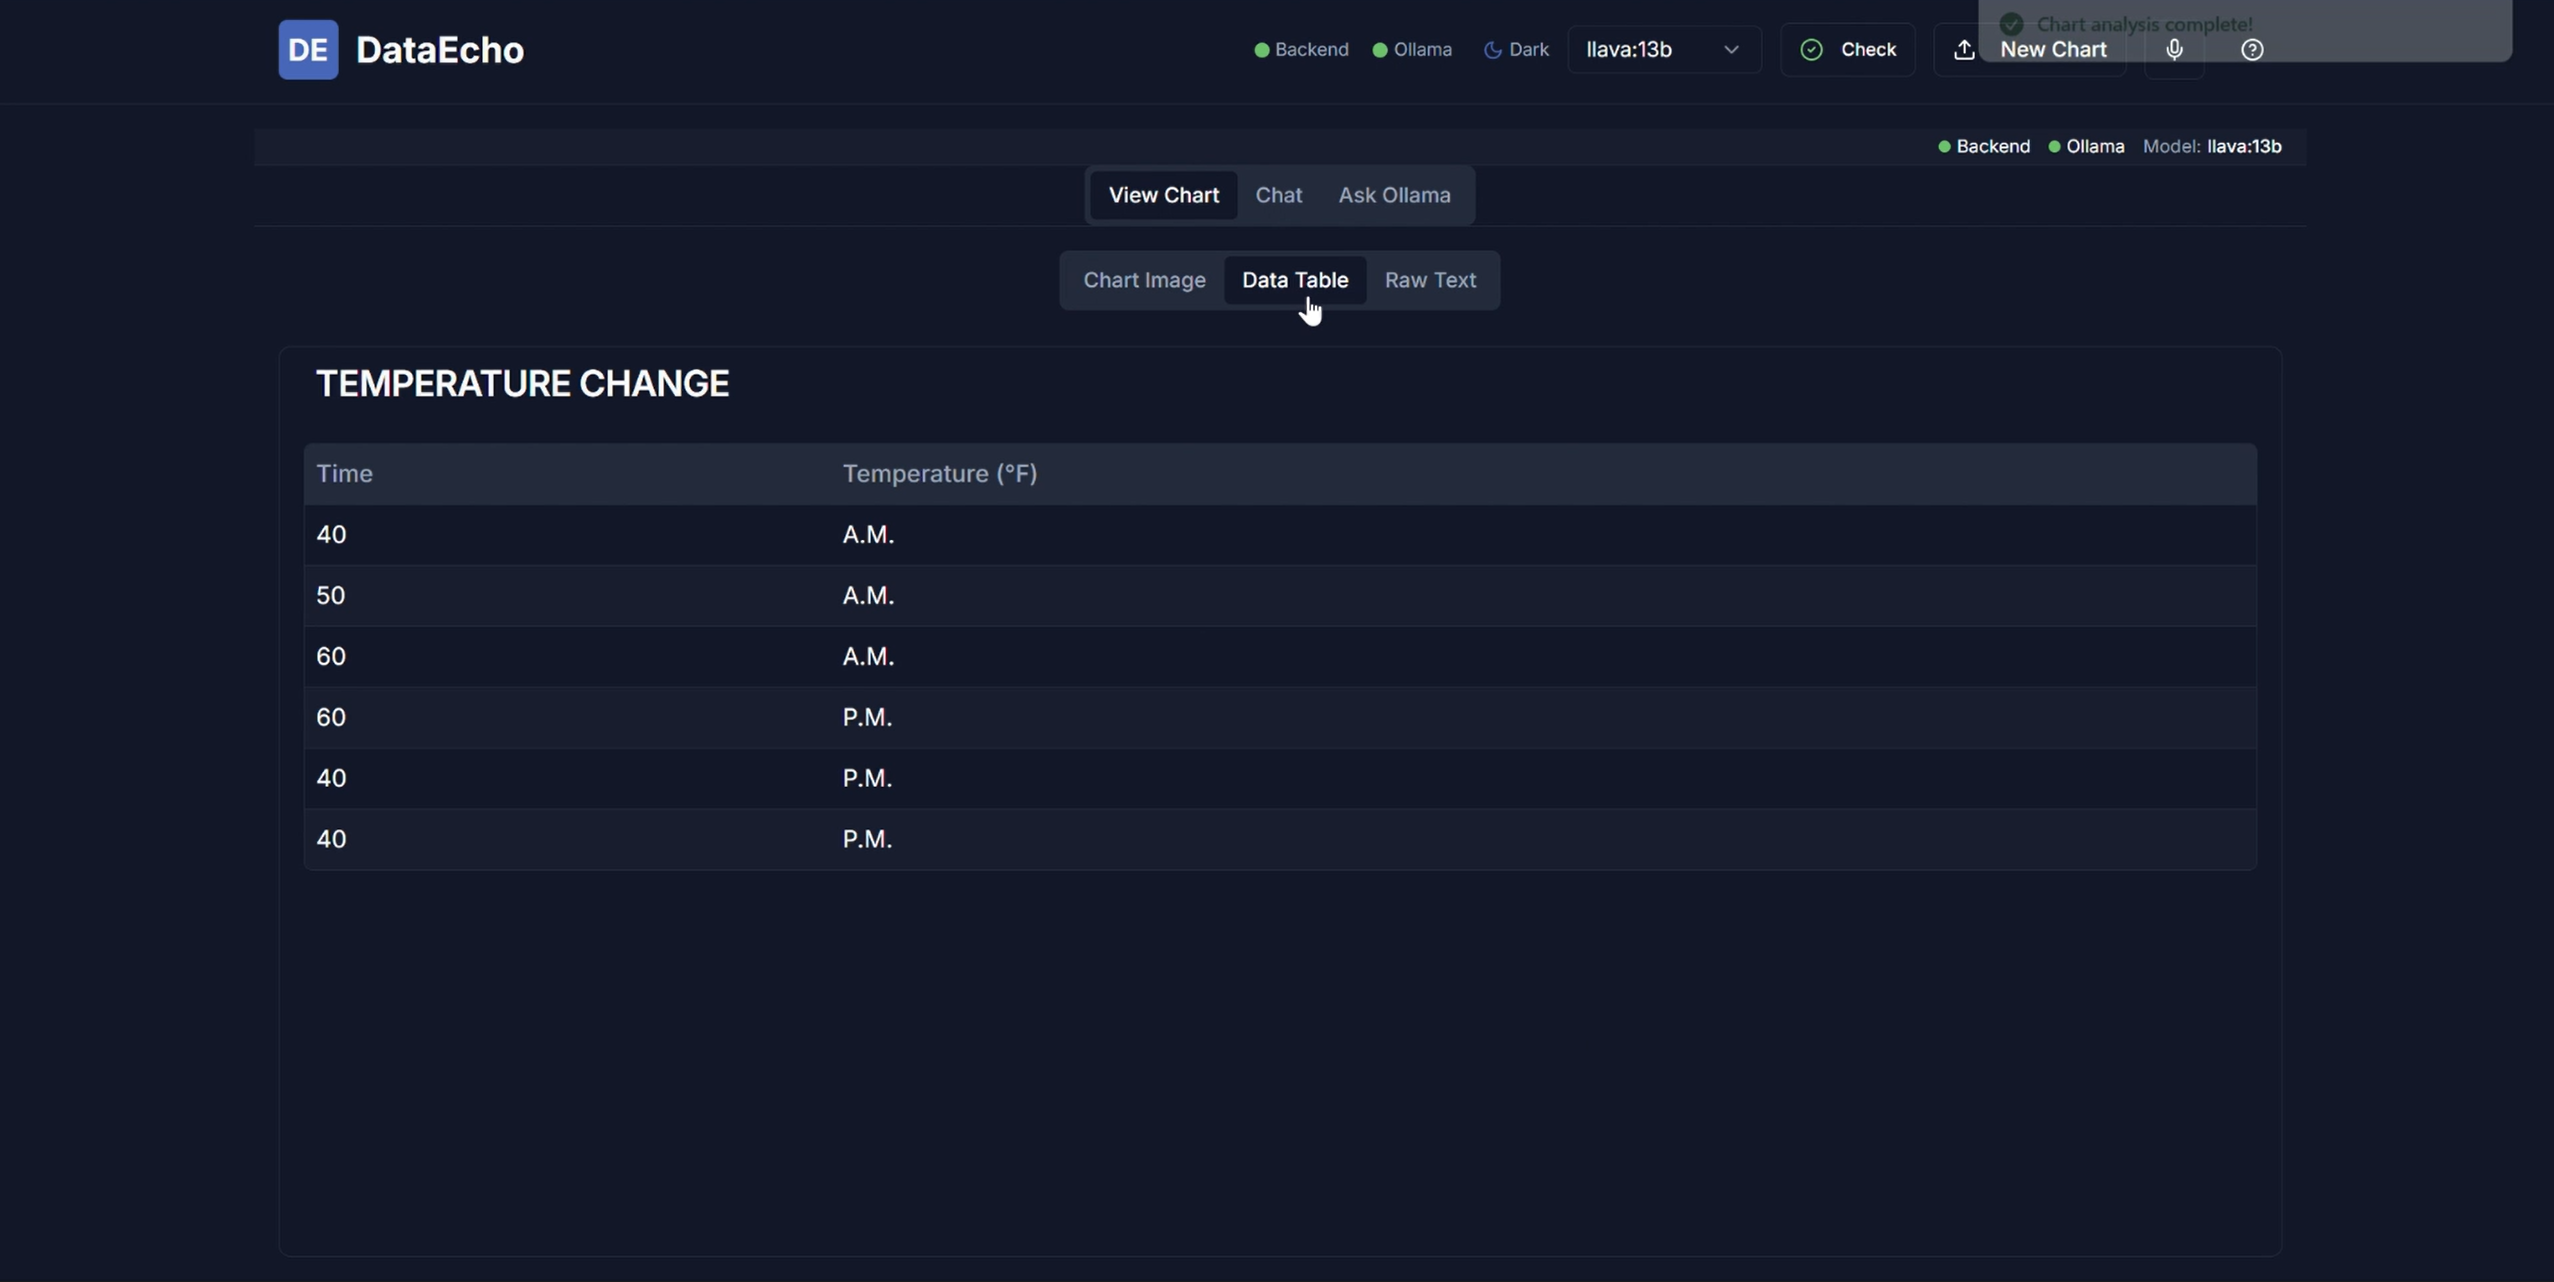 DE DataEcho
Backend Ollama Dark llava:13b Check New Chart
Chart analysis complete!
Backend Ollama Model: llava:13b
View Chart Chat Ask Ollama
Chart Image Data Table Raw Text
TEMPERATURE CHANGE
Time Temperature (°F)
40 A.M.
50 A.M.
60 A.M.
60 P.M.
40 P.M.
40 P.M.